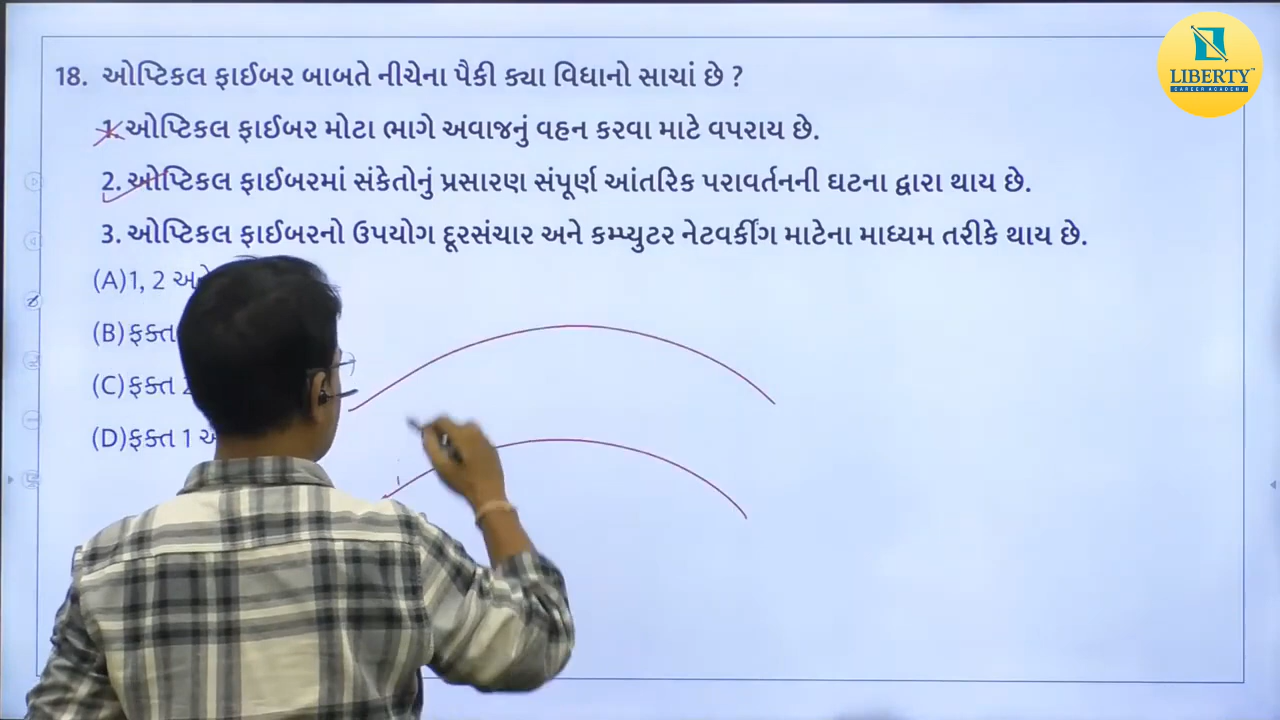 18. ઓપ્ટિકલ ફાઈબર બાબતે નીચેના પૈકી ક્યા વિધાનો સાચાં છે ?
1. ઓપ્ટિકલ ફાઈબર મોટા ભાગે અવાજનું વહન કરવા માટે વપરાય છે.
2. ઓપ્ટિકલ ફાઈબરમાં સંકેતોનું પ્રસારણ સંપૂર્ણ આંતરિક પરાવર્તનની ઘટના દ્વારા થાય છે.
3. ઓપ્ટિકલ ફાઈબરનો ઉપયોગ દૂરસંચાર અને કમ્પ્યુટર નેટવર્કીંગ માટેના માધ્યમ તરીકે થાય છે.
(A) 1, 2
(B) ફક્ત
(C) ફક્ત 2
(D) ફક્ત 1
LIBERTY
CAREER ACADEMY